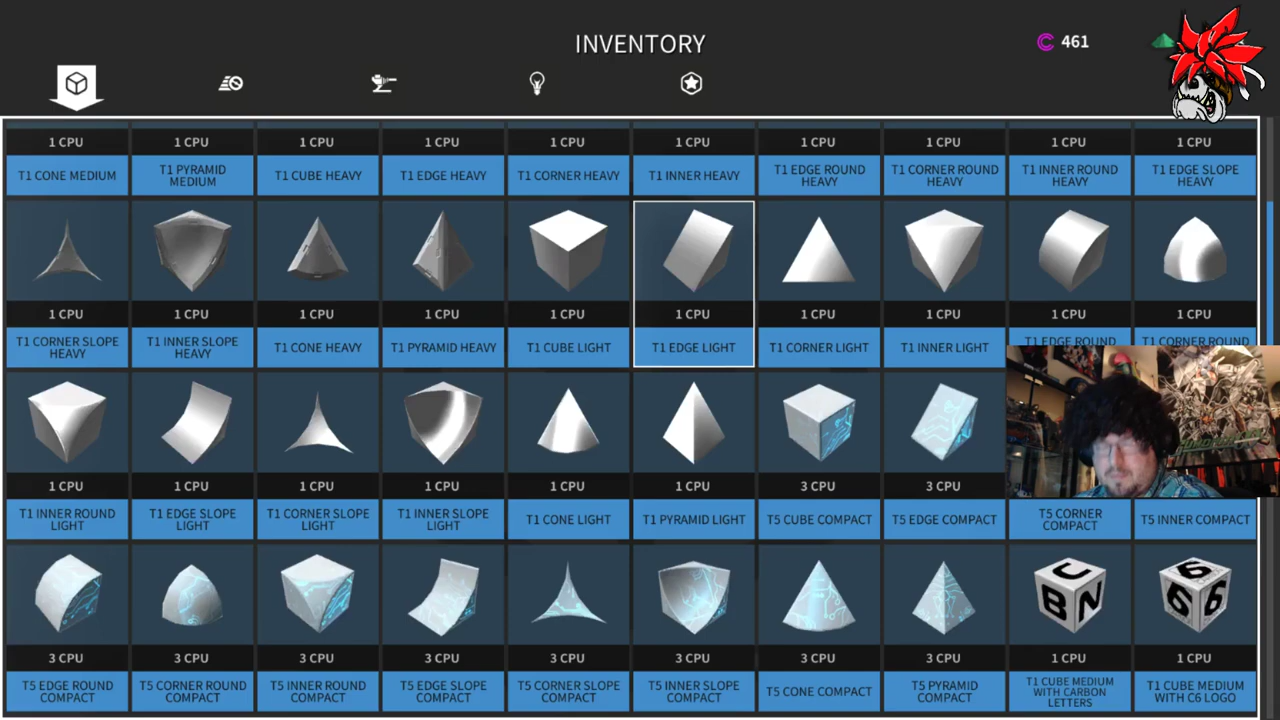 INVENTORY
461
1 CPU 1 CPU 1 CPU 1 CPU 1 CPU 1 CPU 1 CPU 1 CPU 1 CPU 1 CPU
T1 CONE MEDIUM
T1 PYRAMID
MEDIUM
T1 CUBE HEAVY
T1 EDGE HEAVY
T1 CORNER HEAVY
T1 INNER HEAVY
T1 EDGE ROUND
HEAVY
T1 CORNER ROUND
HEAVY
T1 INNER ROUND
HEAVY
T1 EDGE SLOPE
HEAVY
1 CPU 1 CPU 1 CPU 1 CPU 1 CPU 1 CPU 1 CPU 1 CPU 1 CPU 1 CPU
T1 CORNER SLOPE
HEAVY
T1 INNER SLOPE
HEAVY
T1 CONE HEAVY
T1 PYRAMID HEAVY
T1 CUBE LIGHT
T1 EDGE LIGHT
T1 CORNER LIGHT
T1 INNER LIGHT
T1 EDGE ROUND
T1 CORNER ROUND
1 CPU 1 CPU 1 CPU 1 CPU 1 CPU 1 CPU 3 CPU 3 CPU
T1 INNER ROUND
LIGHT
T1 EDGE SLOPE
LIGHT
T1 CORNER SLOPE
LIGHT
T1 INNER SLOPE
LIGHT
T1 CONE LIGHT
T1 PYRAMID LIGHT
T5 CUBE COMPACT
T5 EDGE COMPACT
T5 CORNER
COMPACT
T5 INNER COMPACT
C
B N
6
6 6
3 CPU 3 CPU 3 CPU 3 CPU 3 CPU 3 CPU 3 CPU 3 CPU 1 CPU 1 CPU
T5 EDGE ROUND
COMPACT
T5 CORNER ROUND
COMPACT
T5 INNER ROUND
COMPACT
T5 EDGE SLOPE
COMPACT
T5 CORNER SLOPE
COMPACT
T5 INNER SLOPE
COMPACT
T5 CONE COMPACT
T5 PYRAMID
COMPACT
T1 CUBE MEDIUM
WITH CARBON
LETTERS
T1 CUBE MEDIUM
WITH C6 LOGO